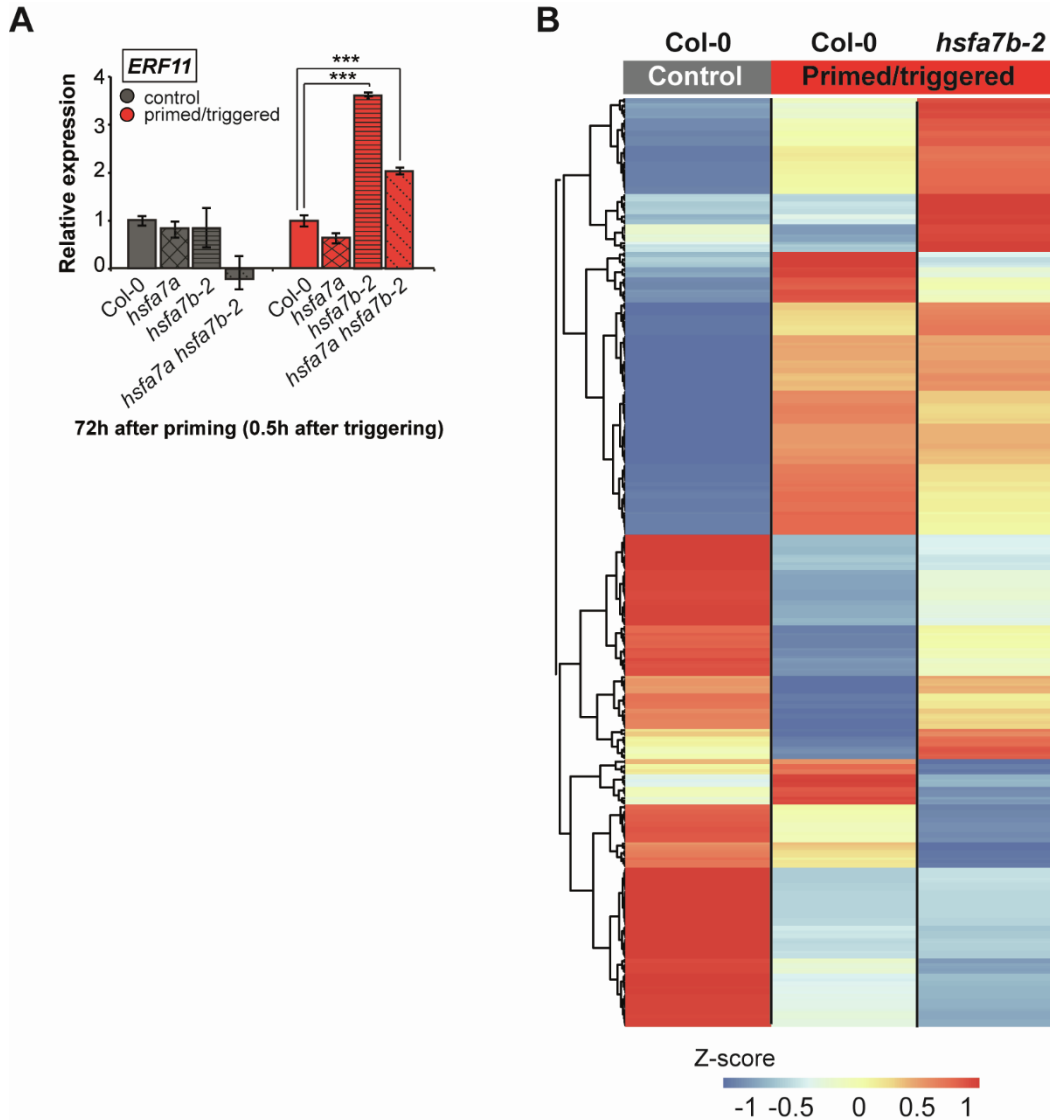 A
ERF11
control
primed/triggered
***
***
Relative expression
4
3
2
1
0
Col-0
hsfa7a
hsfa7b-2
hsfa7a hsfa7b-2
Col-0
hsfa7a
hsfa7b-2
hsfa7a hsfa7b-2
72h after priming (0.5h after triggering)
B
Col-0 Col-0 hsfa7b-2
Control Primed/triggered
Z-score
-1 -0.5 0 0.5 1